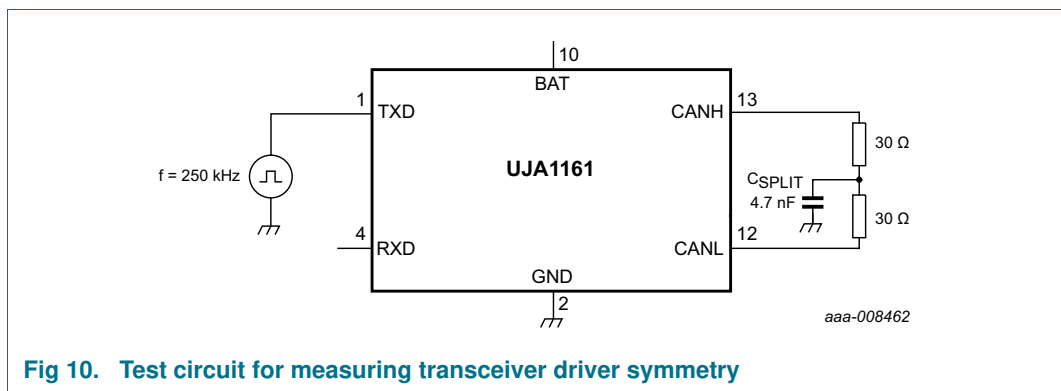 10
BAT
1
TXD
CANH
13
30 Ω
f = 250 kHz
UJA1161
CSPLIT
4.7 nF
30 Ω
4
RXD
CANL
12
GND
2
aaa-008462
Fig 10. Test circuit for measuring transceiver driver symmetry